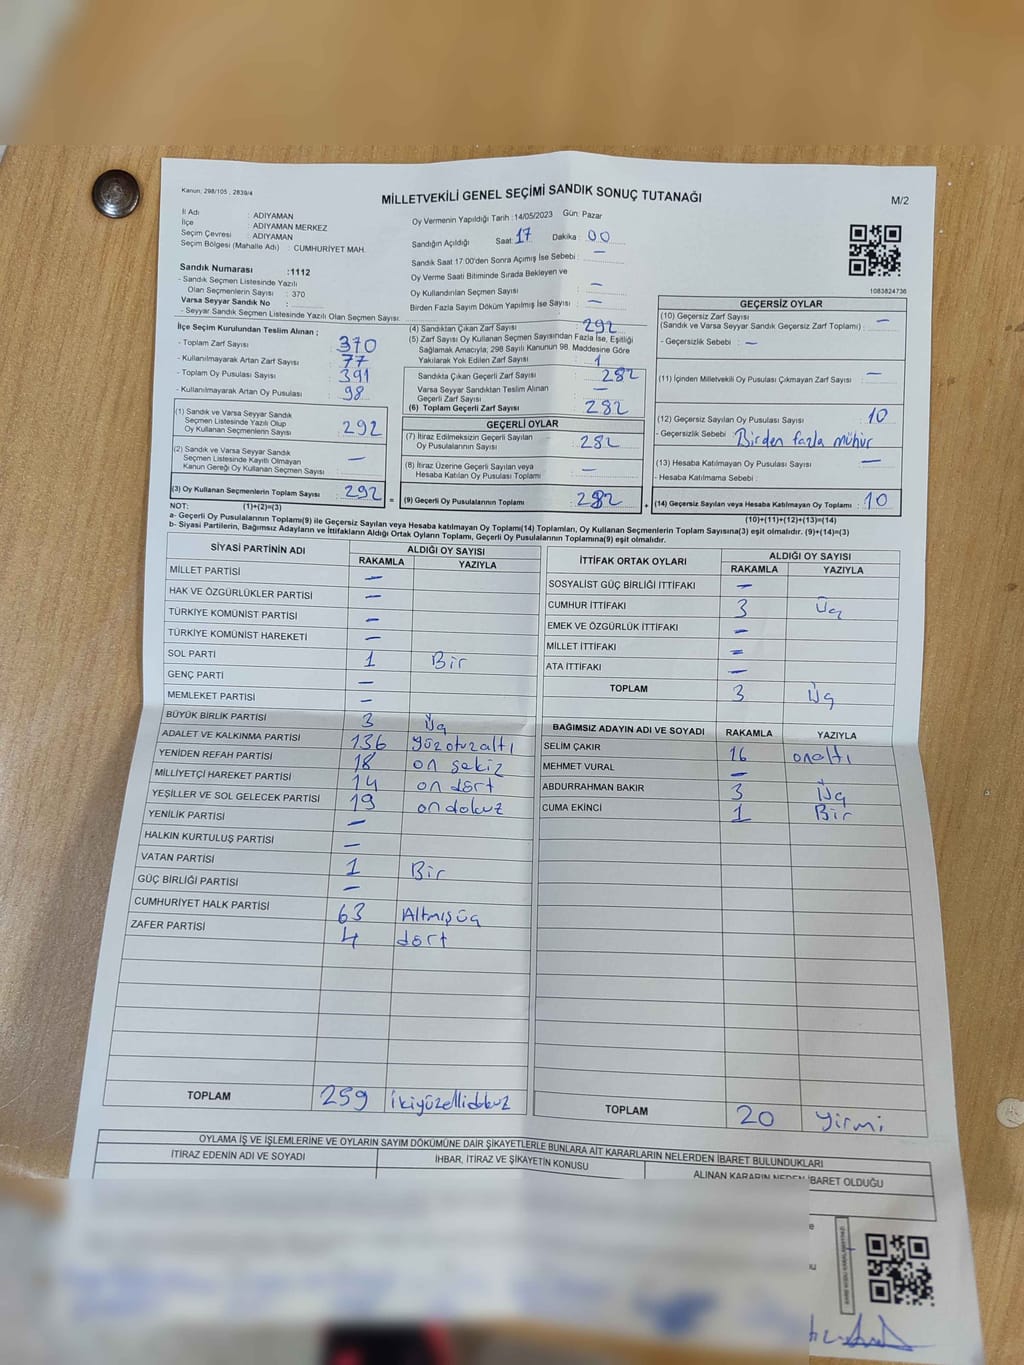 Kanun, 298/105 , 2839/4
MİLLETVEKİLİ GENEL SEÇİMİ SANDIK SONUÇ TUTANAĞI
M/2
İl Adı : ADIYAMAN
İlçe : ADIYAMAN MERKEZ
Seçim Çevresi : ADIYAMAN
Seçim Bölgesi (Mahalle Adı) : CUMHURİYET MAH.
Sandık Numarası :1112
- Sandık Seçmen Listesinde Yazılı
Olan Seçmenlerin Sayısı : 370
Varsa Seyyar Sandık No :
- Seyyar Sandık Seçmen Listesinde Yazılı Olan Seçmen Sayısı:
Oy Vermenin Yapıldığı Tarih :14/05/2023 Gün: Pazar
Sandığın Açıldığı Saat: 17 Dakika : 00
Sandık Saat 17:00'den Sonra Açımış İse Sebebi : —
Oy Verme Saati Bitiminde Sırada Bekleyen ve
Oy Kullandırılan Seçmen Sayısı : —
Birden Fazla Sayım Döküm Yapılmış İse Sayısı : —
1083824736
İlçe Seçim Kurulundan Teslim Alınan ;
- Toplam Zarf Sayısı : 370
- Kullanılmayarak Artan Zarf Sayısı : 77
- Toplam Oy Pusulası Sayısı : 391
- Kullanılmayarak Artan Oy Pusulası : 98
(1) Sandık ve Varsa Seyyar Sandık
Seçmen Listesinde Yazılı Olup
Oy Kullanan Seçmenlerin Sayısı : 292
(2) Sandık ve Varsa Seyyar Sandık
Seçmen Listesinde Kayıtlı Olmayan
Kanun Gereği Oy Kullanan Seçmen Sayısı : —
(3) Oy Kullanan Seçmenlerin Toplam Sayısı : 292 =
(4) Sandıktan Çıkan Zarf Sayısı : 292
(5) Zarf Sayısı Oy Kullanan Seçmen Sayısından Fazla İse, Eşitliği
Sağlamak Amacıyla; 298 Sayılı Kanunun 98. Maddesine Göre
Yakılarak Yok Edilen Zarf Sayısı : 1
Sandıkta Çıkan Geçerli Zarf Sayısı : 282
Varsa Seyyar Sandıktan Teslim Alınan
Geçerli Zarf Sayısı : —
(6) Toplam Geçerli Zarf Sayısı : 282
GEÇERLİ OYLAR
(7) İtiraz Edilmeksizin Geçerli Sayılan
Oy Pusulalarının Sayısı : 282
(8) İtiraz Üzerine Geçerli Sayılan veya
Hesaba Katılan Oy Pusulası Toplamı : —
(9) Geçerli Oy Pusulalarının Toplamı : 282 +
GEÇERSİZ OYLAR
(10) Geçersiz Zarf Sayısı
(Sandık ve Varsa Seyyar Sandık Geçersiz Zarf Toplamı) : —
- Geçersizlik Sebebi : —
(11) İçinden Milletvekili Oy Pusulası Çıkmayan Zarf Sayısı : —
(12) Geçersiz Sayılan Oy Pusulası Sayısı : 10
- Geçersizlik Sebebi : Birden fazla mühür
(13) Hesaba Katılmayan Oy Pusulası Sayısı : —
- Hesaba Katılmama Sebebi :
(14) Geçersiz Sayılan veya Hesaba Katılmayan Oy Toplamı : 10
NOT: (1)+(2)=(3) (10)+(11)+(12)+(13)=(14)
a- Geçerli Oy Pusulalarının Toplamı(9) ile Geçersiz Sayılan veya Hesaba katılmayan Oy Toplamı(14) Toplamları, Oy Kullanan Seçmenlerin Toplam Sayısına(3) eşit olmalıdır. (9)+(14)=(3)
b- Siyasi Partilerin, Bağımsız Adayların ve İttifakların Aldığı Ortak Oyların Toplamı, Geçerli Oy Pusulalarının Toplamına(9) eşit olmalıdır.
SİYASİ PARTİNİN ADI ALDIĞI OY SAYISI
RAKAMLA YAZIYLA
MİLLET PARTİSİ —
HAK VE ÖZGÜRLÜKLER PARTİSİ —
TÜRKİYE KOMÜNİST PARTİSİ —
TÜRKİYE KOMÜNİST HAREKETİ —
SOL PARTİ 1 Bir
GENÇ PARTİ —
MEMLEKET PARTİSİ —
BÜYÜK BİRLİK PARTİSİ 3 Üç
ADALET VE KALKINMA PARTİSİ 136 yüzotuzaltı
YENİDEN REFAH PARTİSİ 18 on sekiz
MİLLİYETÇİ HAREKET PARTİSİ 14 on dört
YEŞİLLER VE SOL GELECEK PARTİSİ 19 on dokuz
YENİLİK PARTİSİ —
HALKIN KURTULUŞ PARTİSİ —
VATAN PARTİSİ 1 Bir
GÜÇ BİRLİĞİ PARTİSİ —
CUMHURİYET HALK PARTİSİ 63 Altmışüç
ZAFER PARTİSİ 4 dört
TOPLAM 259 ikiyüzellidokuz
İTTİFAK ORTAK OYLARI ALDIĞI OY SAYISI
RAKAMLA YAZIYLA
SOSYALİST GÜÇ BİRLİĞİ İTTİFAKI —
CUMHUR İTTİFAKI 3 Üç
EMEK VE ÖZGÜRLÜK İTTİFAKI —
MİLLET İTTİFAKI —
ATA İTTİFAKI —
TOPLAM 3 Üç
BAĞIMSIZ ADAYIN ADI VE SOYADI RAKAMLA YAZIYLA
SELİM ÇAKIR 16 onaltı
MEHMET VURAL —
ABDURRAHMAN BAKIR 3 Üç
CUMA EKİNCİ 1 Bir
TOPLAM 20 yirmi
OYLAMA İŞ VE İŞLEMLERİNE VE OYLARIN SAYIM DÖKÜMÜNE DAİR ŞİKAYETLERLE BUNLARA AİT KARARLARIN NELERDEN İBARET BULUNDUKLARI
İTİRAZ EDENİN ADI VE SOYADI İHBAR, İTİRAZ VE ŞİKAYETİN KONUSU ALINAN KARARIN NEDEN İBARET OLDUĞU